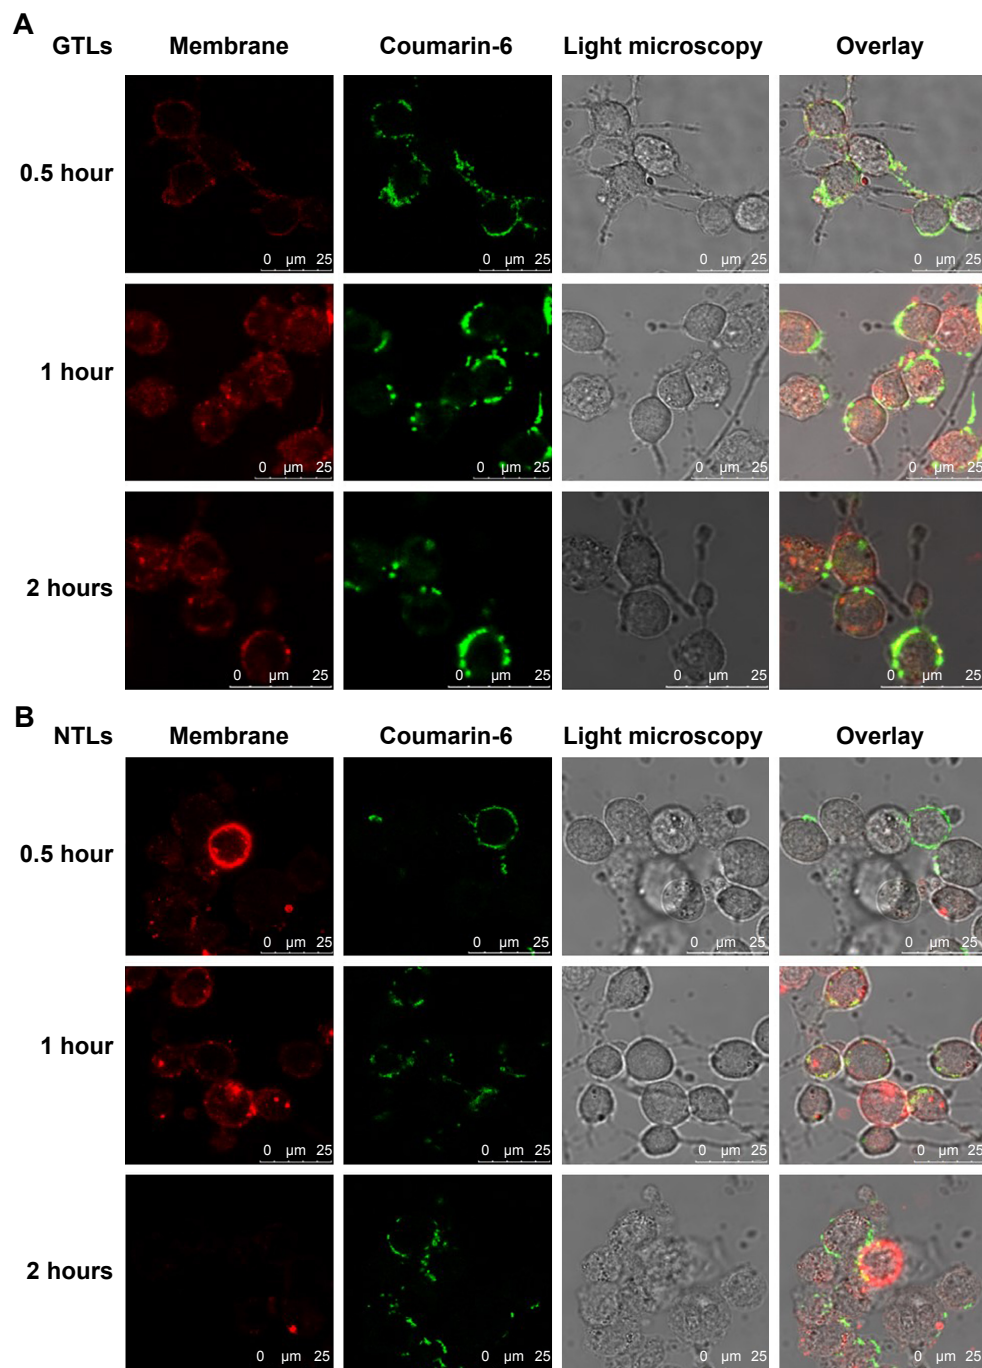 A
GTLs Membrane Coumarin-6 Light microscopy Overlay
0.5 hour
0 µm 25 0 µm 25 0 µm 25 0 µm 25
1 hour
0 µm 25 0 µm 25 0 µm 25 0 µm 25
2 hours
0 µm 25 0 µm 25 0 µm 25 0 µm 25
B
NTLs Membrane Coumarin-6 Light microscopy Overlay
0.5 hour
0 µm 25 0 µm 25 0 µm 25 0 µm 25
1 hour
0 µm 25 0 µm 25 0 µm 25 0 µm 25
2 hours
0 µm 25 0 µm 25 0 µm 25 0 µm 25